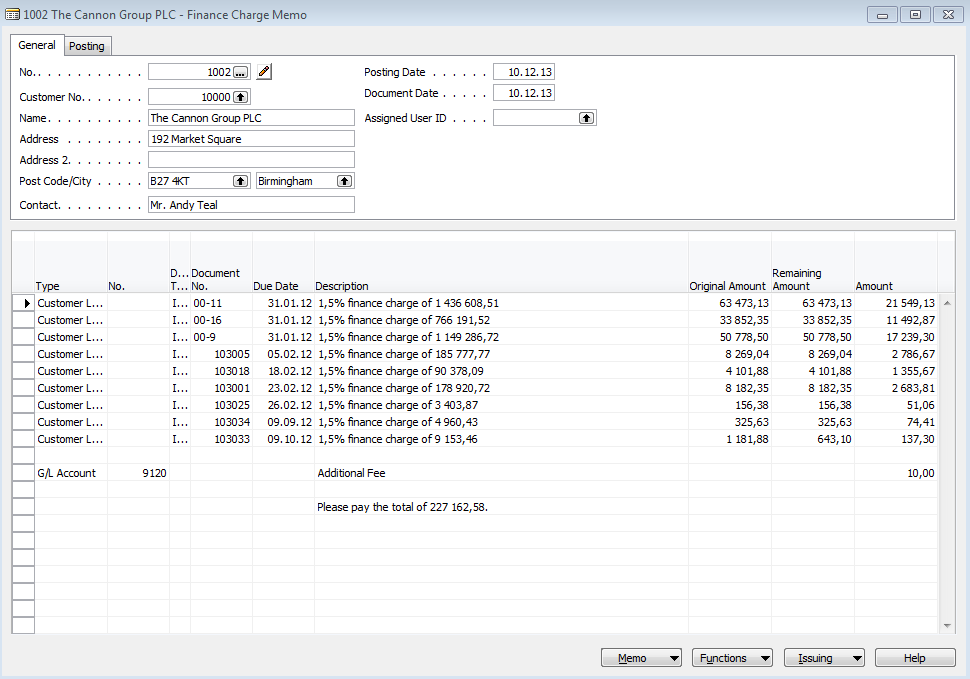 1002 The Cannon Group PLC - Finance Charge Memo
General Posting
No. . . . . . . . . . . . 1002 ... Posting Date . . . . . . 10.12.13
Customer No. . . . . . . 10000 Document Date . . . . . 10.12.13
Name . . . . . . . . . . The Cannon Group PLC Assigned User ID . . . .
Address . . . . . . . . 192 Market Square
Address 2. . . . . . . .
Post Code/City . . . . . B27 4KT Birmingham
Contact. . . . . . . . . Mr. Andy Teal
Type No. D... T... Document No. Due Date Description Original Amount Remaining Amount Amount
Customer L... I... 00-11 31.01.12 1,5% finance charge of 1 436 608,51 63 473,13 63 473,13 21 549,13
Customer L... I... 00-16 31.01.12 1,5% finance charge of 766 191,52 33 852,35 33 852,35 11 492,87
Customer L... I... 00-9 31.01.12 1,5% finance charge of 1 149 286,72 50 778,50 50 778,50 17 239,30
Customer L... I... 103005 05.02.12 1,5% finance charge of 185 777,77 8 269,04 8 269,04 2 786,67
Customer L... I... 103018 18.02.12 1,5% finance charge of 90 378,09 4 101,88 4 101,88 1 355,67
Customer L... I... 103001 23.02.12 1,5% finance charge of 178 920,72 8 182,35 8 182,35 2 683,81
Customer L... I... 103025 26.02.12 1,5% finance charge of 3 403,87 156,38 156,38 51,06
Customer L... I... 103034 09.09.12 1,5% finance charge of 4 960,43 325,63 325,63 74,41
Customer L... I... 103033 09.10.12 1,5% finance charge of 9 153,46 1 181,88 643,10 137,30
G/L Account 9120 Additional Fee 10,00
Please pay the total of 227 162,58.
Memo Functions Issuing Help